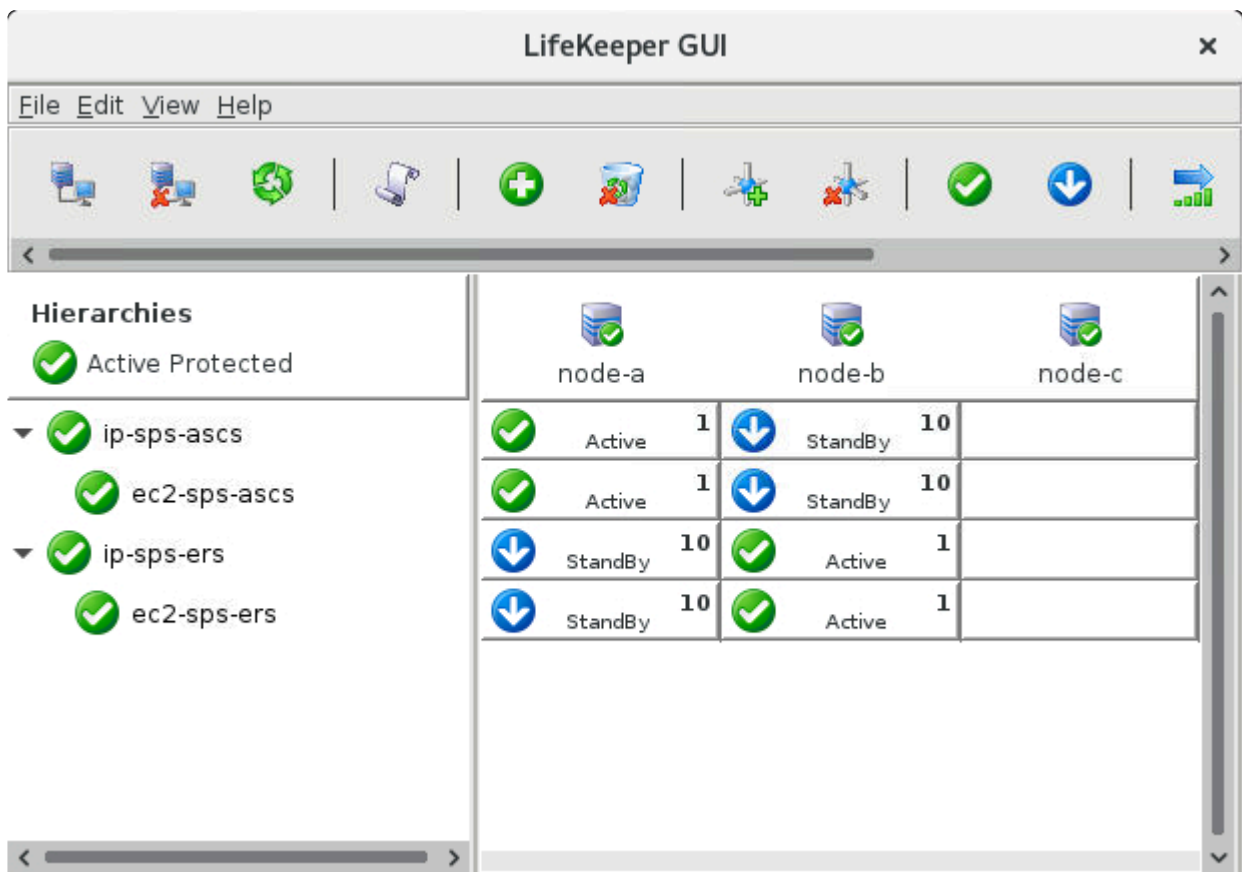 LifeKeeper GUI
File Edit View Help
Hierarchies
Active Protected
node-a node-b node-c
ip-sps-ascs Active 1 StandBy 10
ec2-sps-ascs Active 1 StandBy 10
ip-sps-ers StandBy 10 Active 1
ec2-sps-ers StandBy 10 Active 1